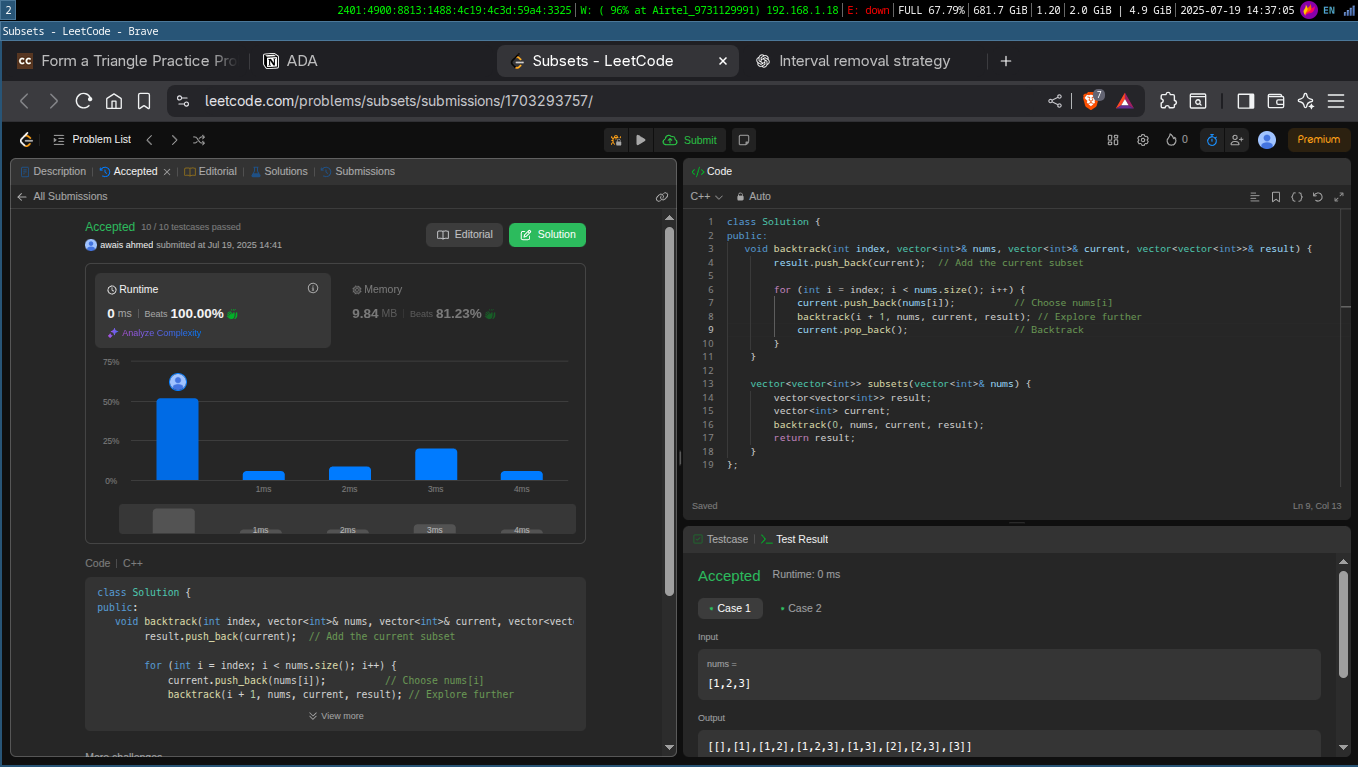 2 2401:4900:8813:1488:4c19:4c3d:59a4:3325 W: ( 96% at Airtel_9731129991) 192.168.1.18 E: down FULL 67.79% 681.7 GiB 1.20 2.0 GiB | 4.9 GiB 2025-07-19 14:37:05 EN
Subsets - LeetCode - Brave
CC Form a Triangle Practice Pro ADA Subsets - LeetCode × Interval removal strategy +
leetcode.com/problems/subsets/submissions/1703293757/ 7
Problem List Submit 0 Premium
Description Accepted × Editorial Solutions Submissions
All Submissions
Accepted 10 / 10 testcases passed
awais ahmed submitted at Jul 19, 2025 14:41
Editorial Solution
Runtime Memory
0 ms Beats 100.00% 9.84 MB Beats 81.23%
Analyze Complexity
75%
50%
25%
0%
1ms 2ms 3ms 4ms
1ms 2ms 3ms 4ms
Code C++
class Solution {
public:
void backtrack(int index, vector<int>& nums, vector<int>& current, vector<vect
result.push_back(current);  // Add the current subset
for (int i = index; i < nums.size(); i++) {
current.push_back(nums[i]);          // Choose nums[i]
backtrack(i + 1, nums, current, result); // Explore further
View more
More challenges
</> Code
C++ Auto
1 class Solution {
2 public:
3 void backtrack(int index, vector<int>& nums, vector<int>& current, vector<vector<int>>& result) {
4 result.push_back(current);  // Add the current subset
5
6 for (int i = index; i < nums.size(); i++) {
7 current.push_back(nums[i]);          // Choose nums[i]
8 backtrack(i + 1, nums, current, result); // Explore further
9 current.pop_back();                  // Backtrack
10 }
11 }
12
13 vector<vector<int>> subsets(vector<int>& nums) {
14 vector<vector<int>> result;
15 vector<int> current;
16 backtrack(0, nums, current, result);
17 return result;
18 }
19 };
Saved Ln 9, Col 13
Testcase >_ Test Result
Accepted Runtime: 0 ms
• Case 1 • Case 2
Input
nums =
[1,2,3]
Output
[[],[1],[1,2],[1,2,3],[1,3],[2],[2,3],[3]]